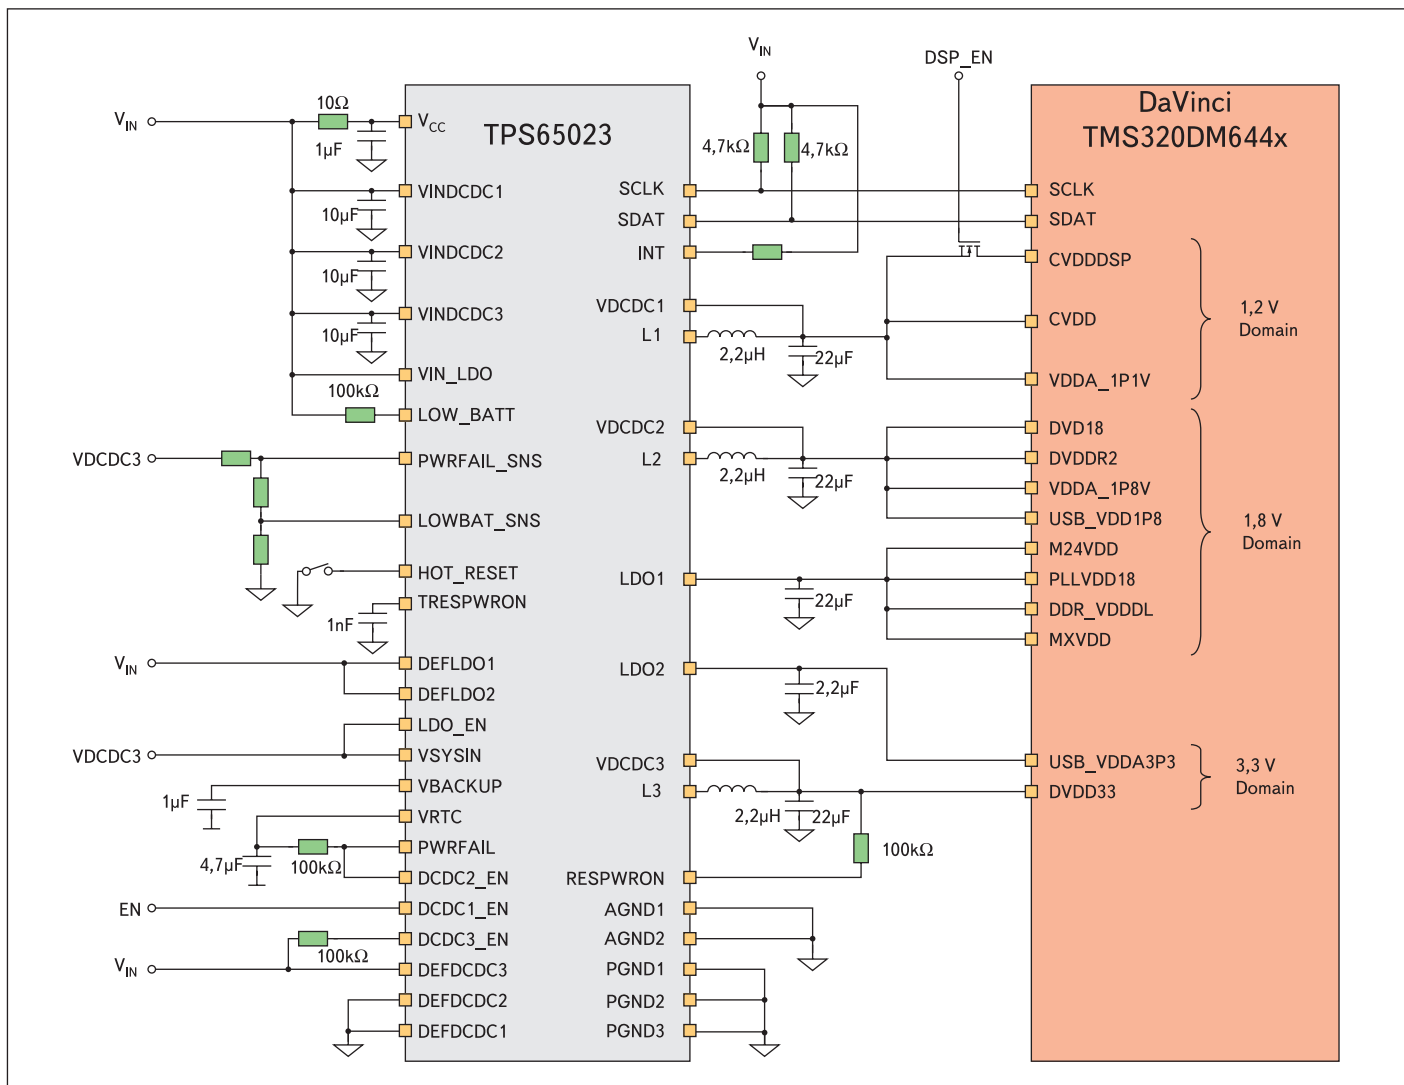 V_IN
DSP_EN
10Ω
V_IN
V_CC
1µF
TPS65023
4,7kΩ
4,7kΩ
DaVinci
TMS320DM644x
VINDCDC1
10µF
SCLK
SCLK
SDAT
SDAT
VINDCDC2
10µF
INT
CVDDDSP
VINDCDC3
10µF
VDCDC1
L1
2,2µH
22µF
CVDD
1,2 V
Domain
VIN_LDO
100kΩ
LOW_BATT
VDDA_1P1V
VDCDC3
PWRFAIL_SNS
VDCDC2
L2
2,2µH
22µF
DVD18
DVDDR2
VDDA_1P8V
LOWBAT_SNS
USB_VDD1P8
1,8 V
Domain
M24VDD
HOT_RESET
LDO1
22µF
PLLVDD18
TRESPWRON
1nF
DDR_VDDDL
MXVDD
V_IN
DEFLDO1
LDO2
2,2µF
DEFLDO2
LDO_EN
VDCDC3
VSYSIN
VDCDC3
USB_VDDA3P3
3,3 V
Domain
VBACKUP
1µF
L3
2,2µH
22µF
DVDD33
VRTC
PWRFAIL
4,7µF
100kΩ
100kΩ
DCDC2_EN
RESPWRON
EN
DCDC1_EN
AGND1
DCDC3_EN
100kΩ
AGND2
V_IN
DEFDCDC3
PGND1
DEFDCDC2
PGND2
DEFDCDC1
PGND3